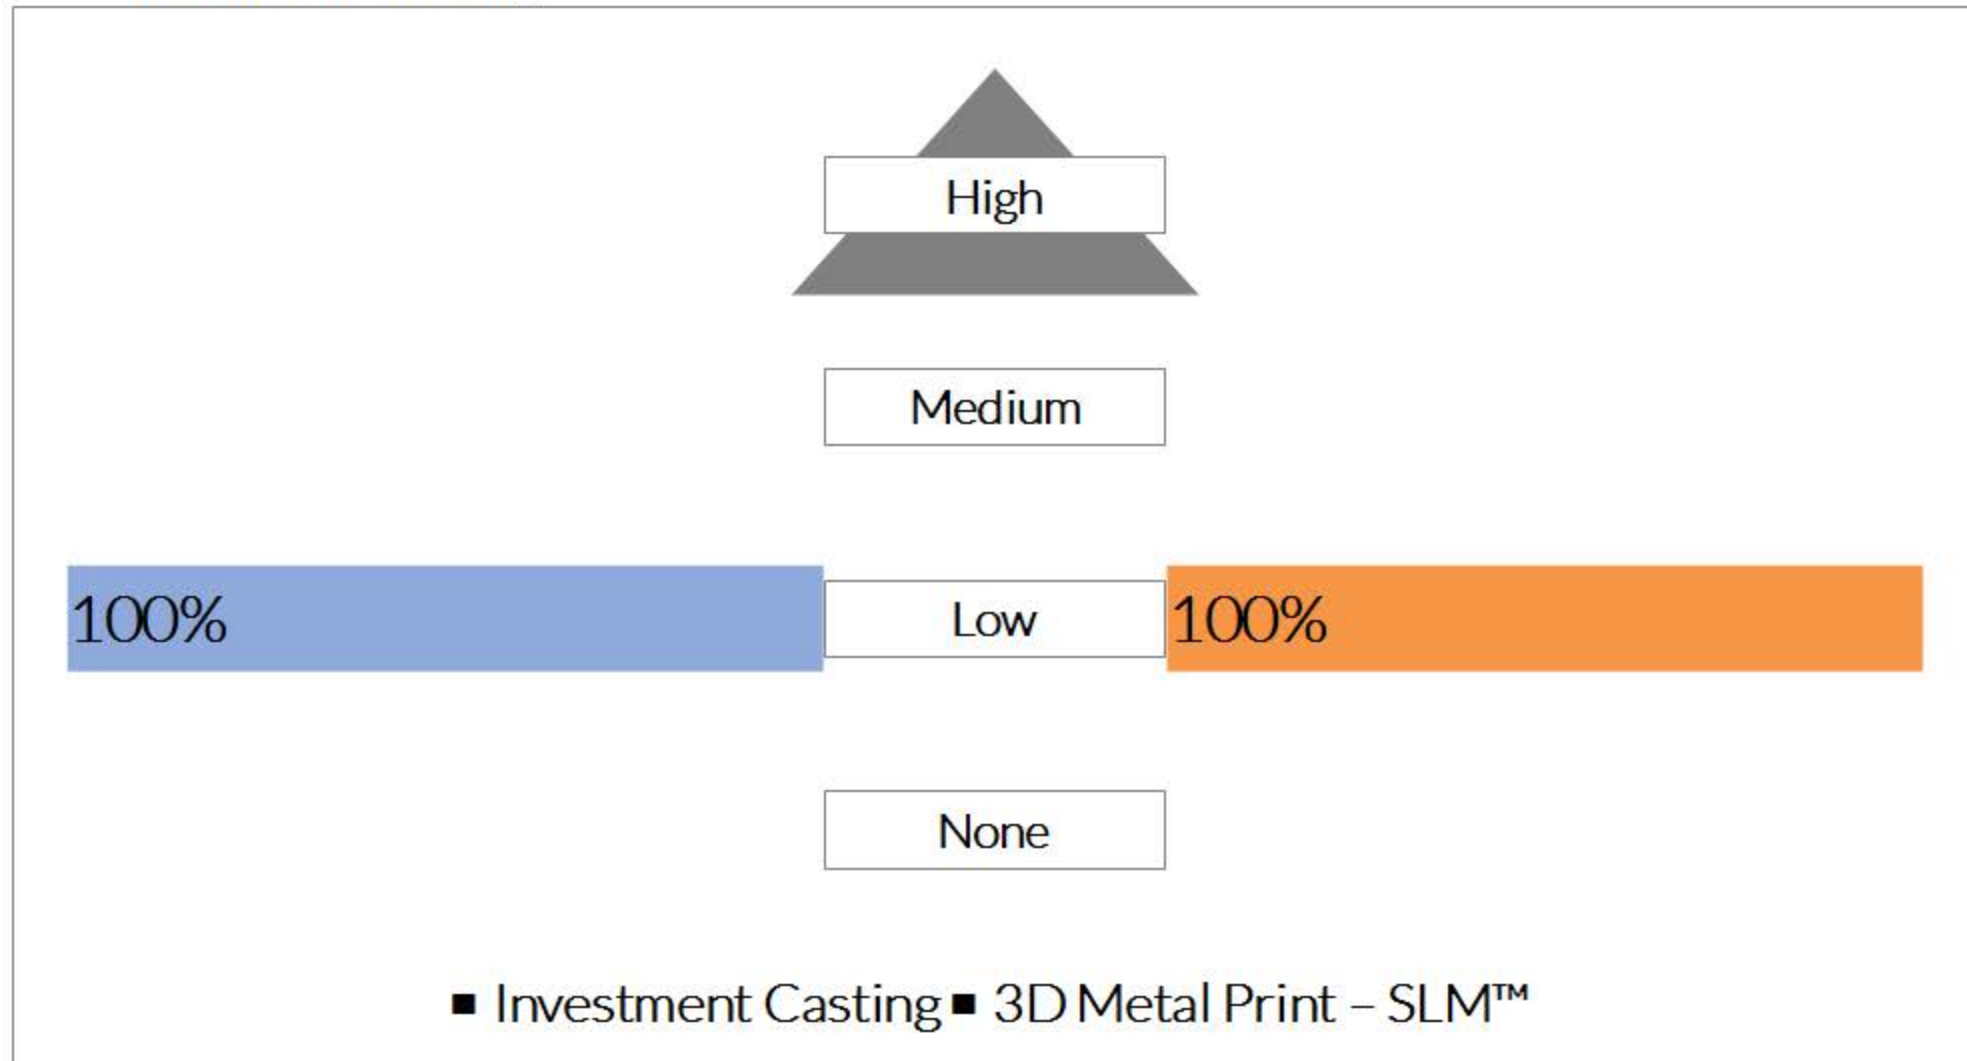 High
Medium
100% Low 100%
None
▪ Investment Casting ▪ 3D Metal Print – SLM™